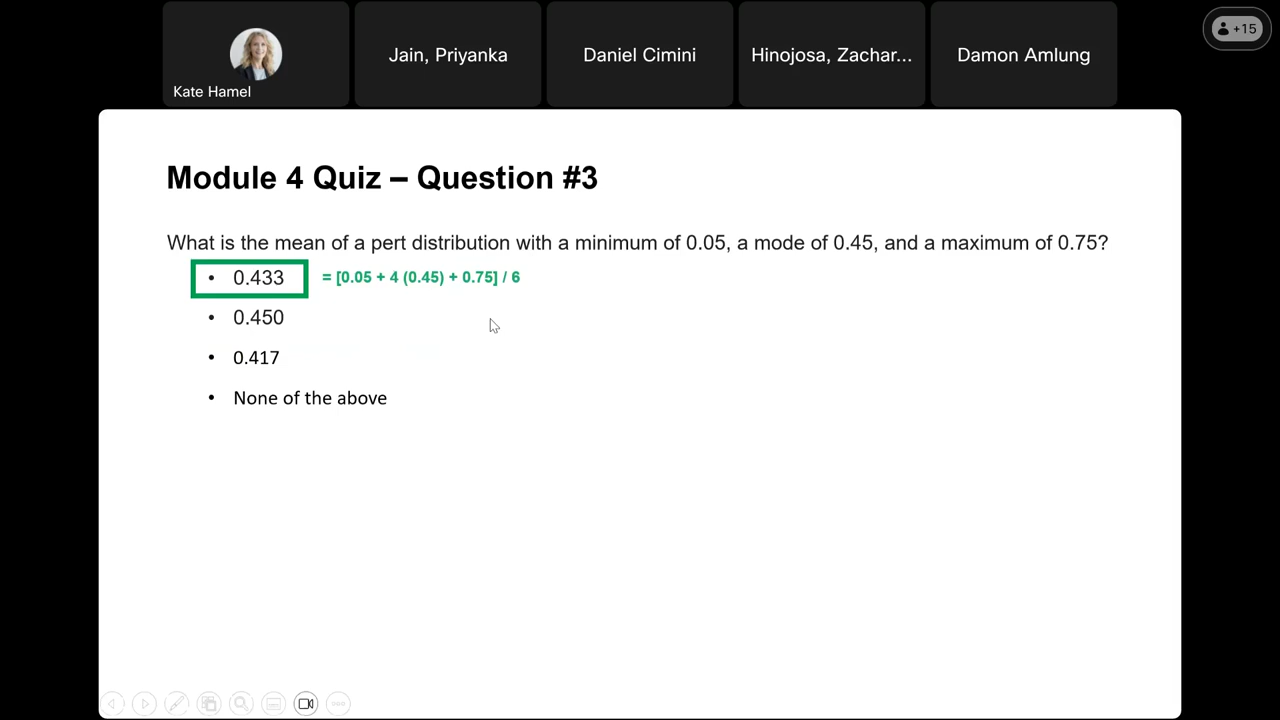 Kate Hamel
Jain, Priyanka
Daniel Cimini
Hinojosa, Zachar...
Damon Amlung
+15
Module 4 Quiz – Question #3
What is the mean of a pert distribution with a minimum of 0.05, a mode of 0.45, and a maximum of 0.75?
• 0.433 = [0.05 + 4 (0.45) + 0.75] / 6
• 0.450
• 0.417
• None of the above